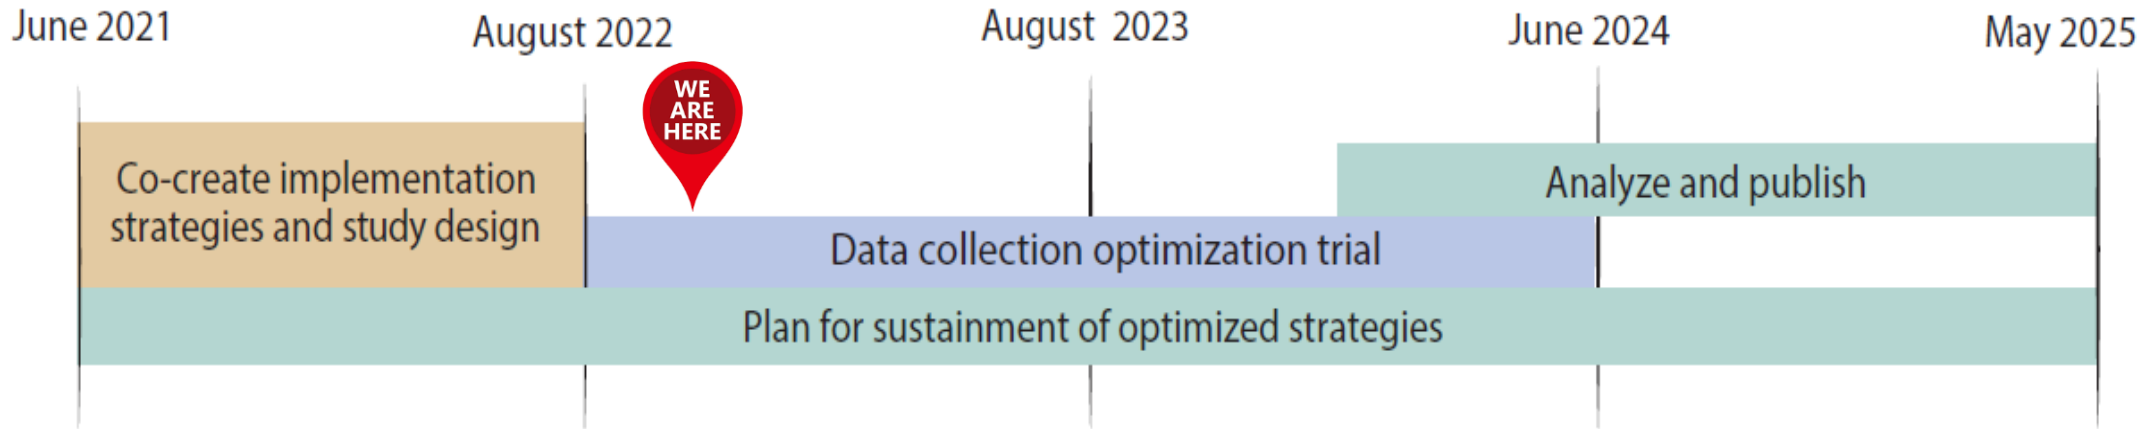 June 2021
August 2022
August 2023
June 2024
May 2025
WE
ARE
HERE
Co-create implementation
strategies and study design
Analyze and publish
Data collection optimization trial
Plan for sustainment of optimized strategies